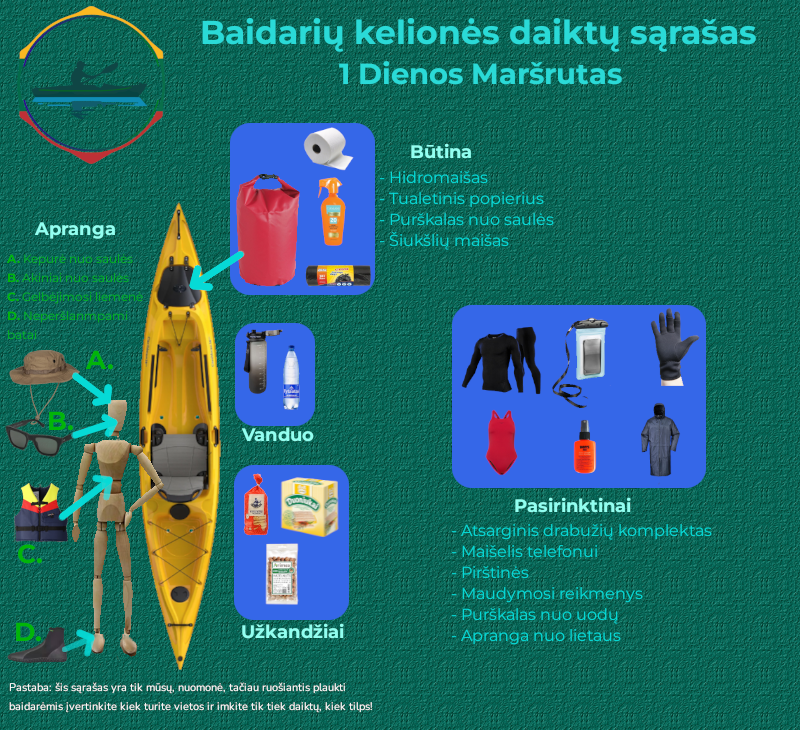 Baidarių kelionės daiktų sąrašas
1 Dienos Maršrutas
Būtina
- Hidromaišas
- Tualetinis popierius
- Purškalas nuo saulės
- Šiukšlių maišas
Apranga
A. Kepurė nuo saulės
B. Akiniai nuo saulės
C. Gelbėjimosi liemenė
D. Neperšlanmpami
batai
A.
B.
C.
D.
Vanduo
Užkandžiai
Pasirinktinai
- Atsarginis drabužių komplektas
- Maišelis telefonui
- Pirštinės
- Maudymosi reikmenys
- Purškalas nuo uodų
- Apranga nuo lietaus
Pastaba: šis sąrašas yra tik mūsų, nuomonė, tačiau ruošiantis plaukti
baidarėmis įvertinkite kiek turite vietos ir imkite tik tiek daiktų, kiek tilps!